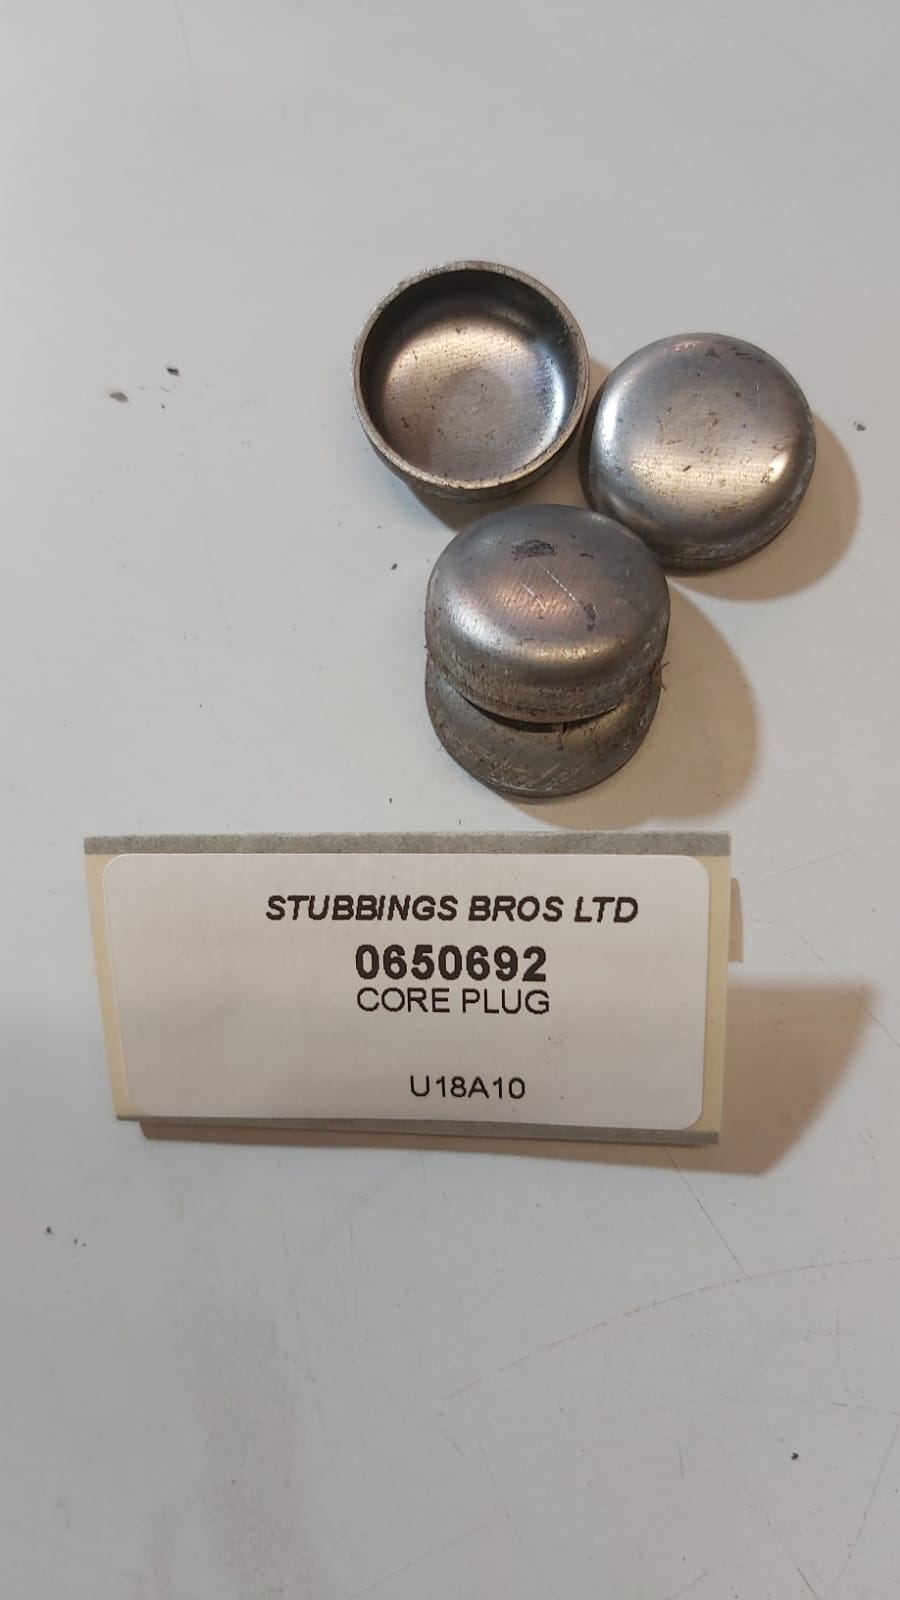 STUBBINGS BROS LTD
0650692
CORE PLUG
U18A10